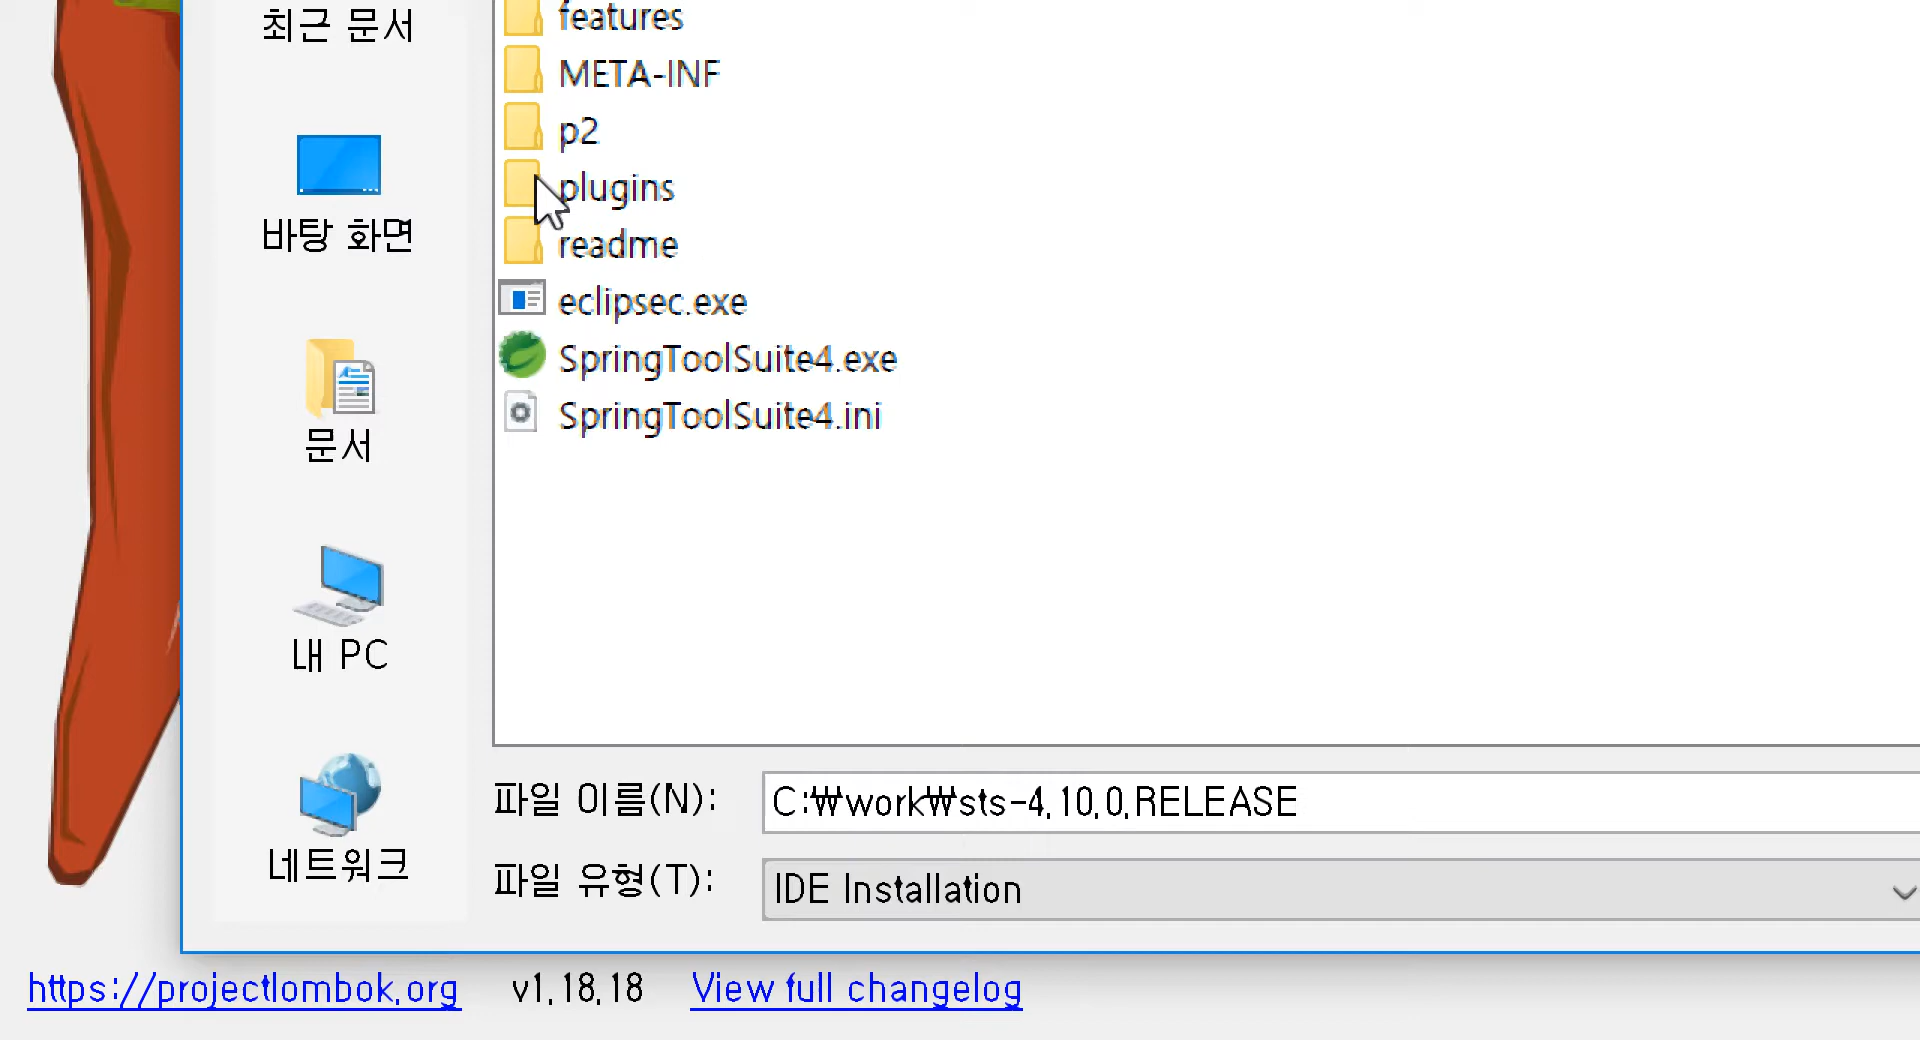 최근 문서
바탕 화면
문서
내 PC
네트워크
features
META-INF
p2
plugins
readme
eclipsec.exe
SpringToolSuite4.exe
SpringToolSuite4.ini
파일 이름(N): C:₩work₩sts-4.10.0.RELEASE
파일 유형(T): IDE Installation
https://projectlombok.org v1.18.18 View full changelog